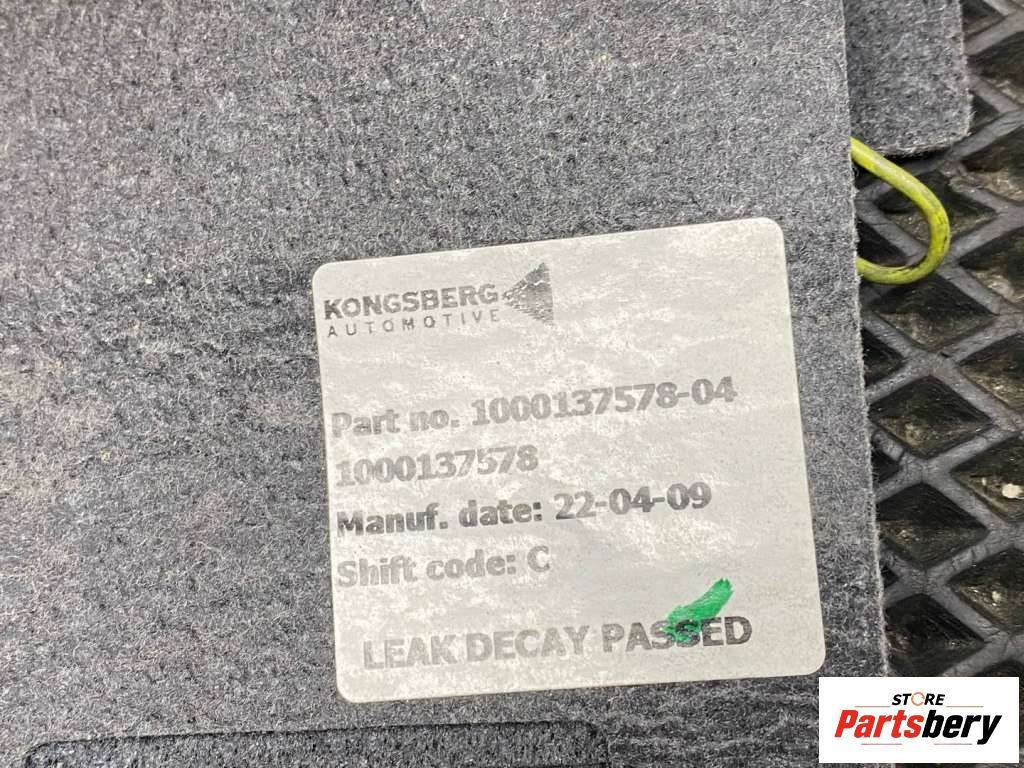 KONGSBERG
AUTOMOTIVE
Part no. 1000137578-04
1000137578
Manuf. date: 22-04-09
Shift code: C
LEAK DECAY PASSED
STORE
Partsbery